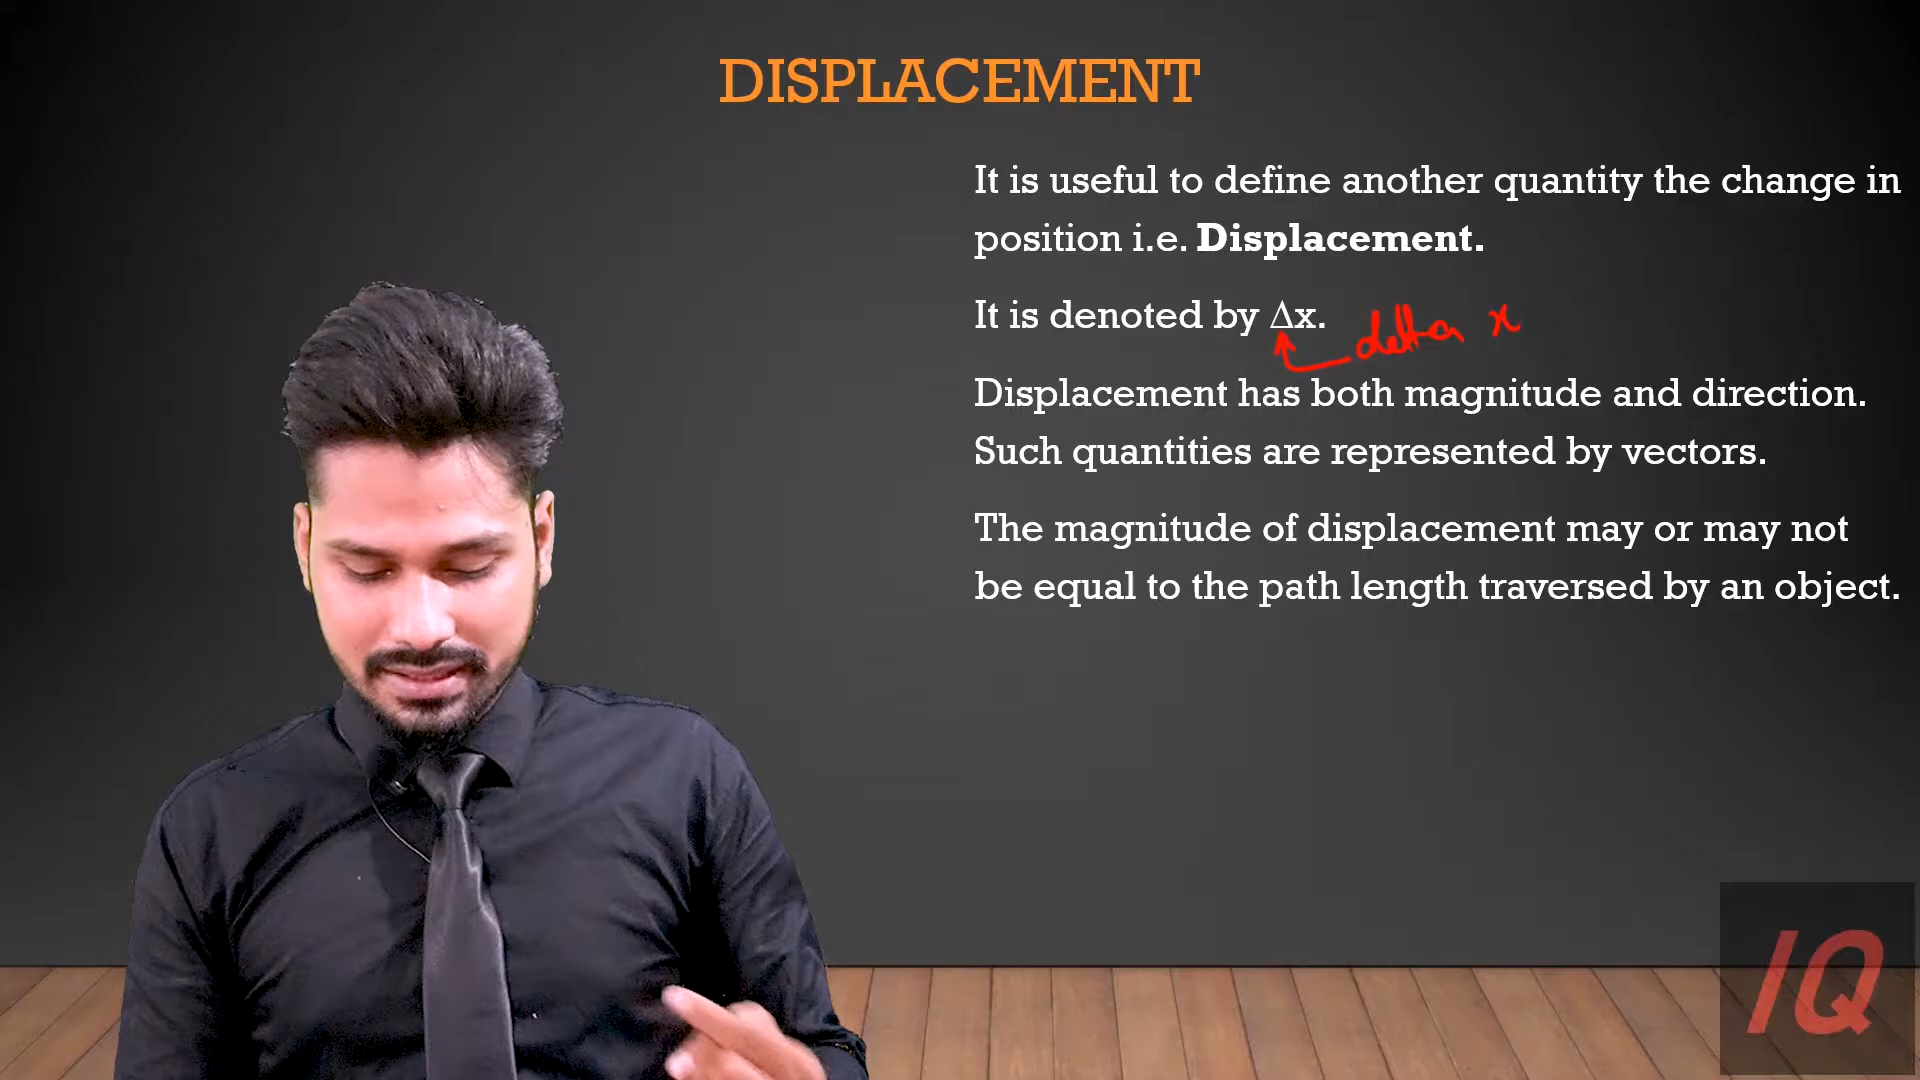 DISPLACEMENT
It is useful to define another quantity the change in
position i.e. Displacement.
It is denoted by Δx.
delta x
Displacement has both magnitude and direction.
Such quantities are represented by vectors.
The magnitude of displacement may or may not
be equal to the path length traversed by an object.
IQ